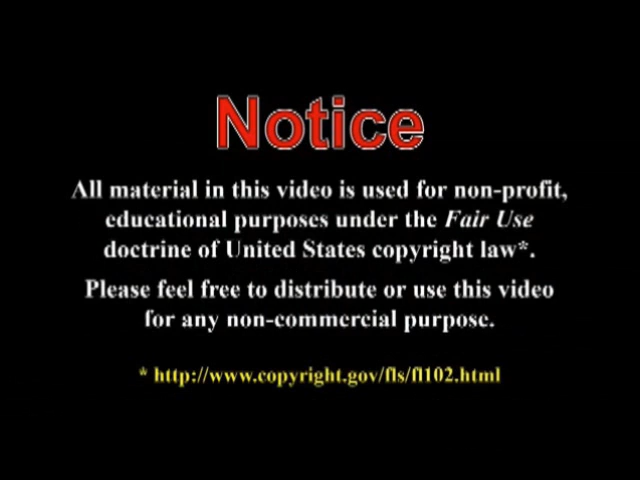 Notice
All material in this video is used for non-profit,
educational purposes under the Fair Use
doctrine of United States copyright law*.
Please feel free to distribute or use this video
for any non-commercial purpose.
* http://www.copyright.gov/fls/fl102.html